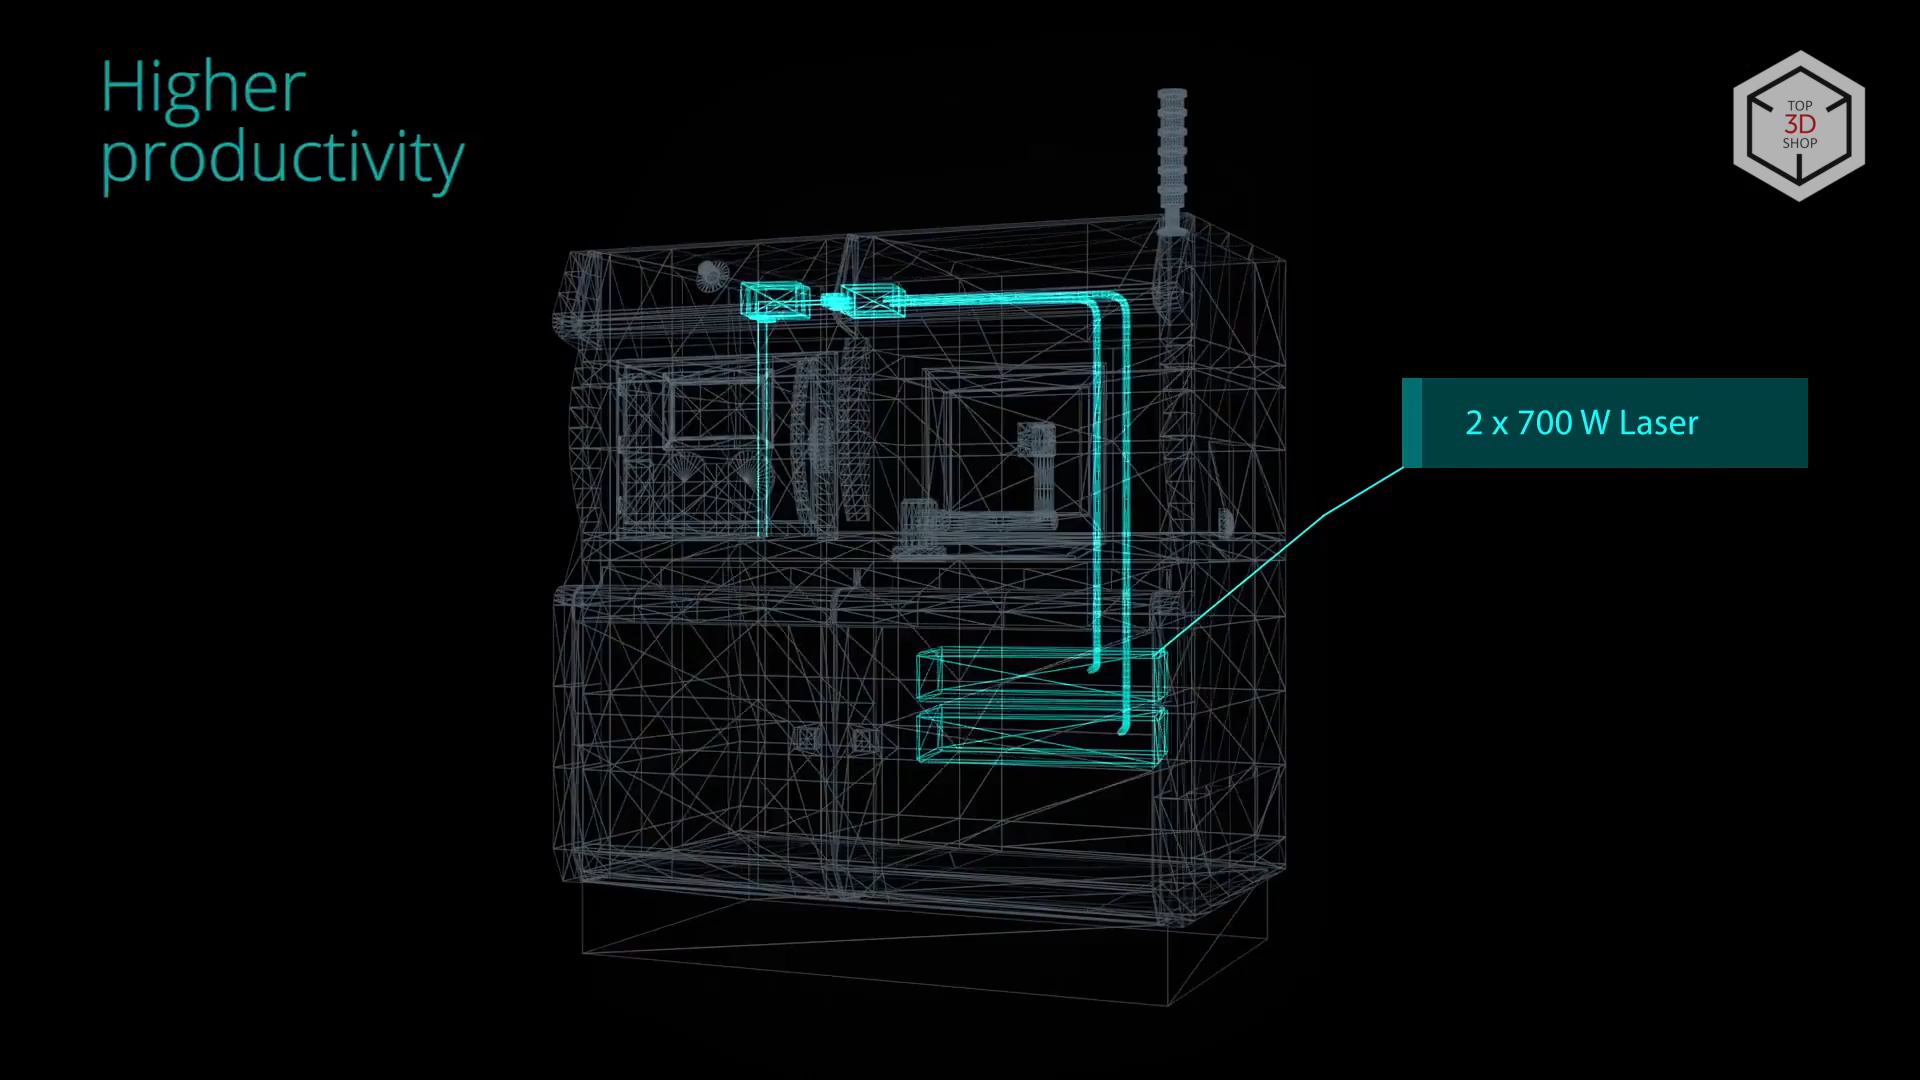 Higher
productivity
TOP
3D
SHOP
2 x 700 W Laser